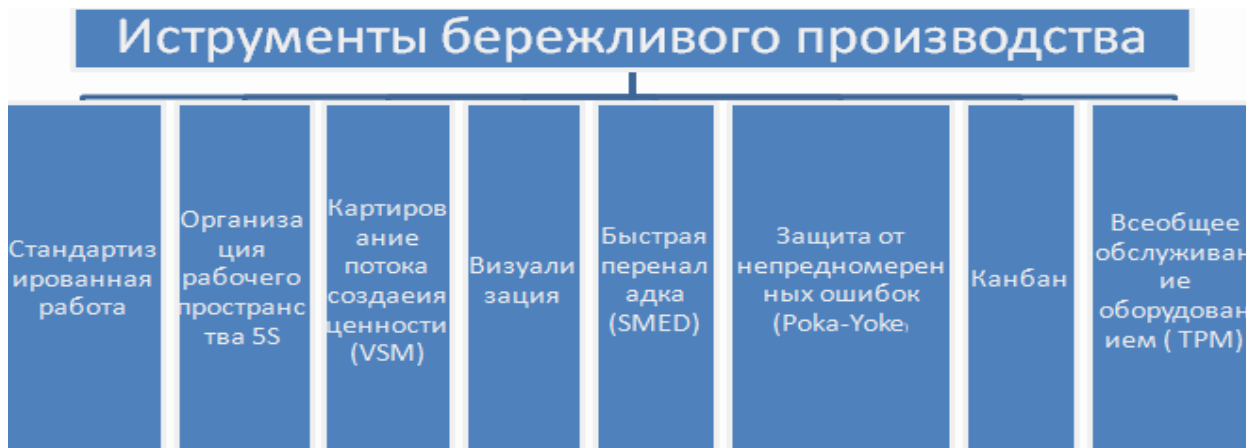 Иструменты бережливого производства
Стандартиз
ированная
работа
Организа
ция
рабочего
пространс
тва 5S
Картиров
ание
потока
создаеия
ценности
(VSM)
Визуали
зация
Быстрая
перенал
адка
(SMED)
Защита от
непредномерен
ных ошибок
(Poka-Yoke)
Канбан
Всеобщее
обслуживан
ие
оборудован
ием ( TPM)